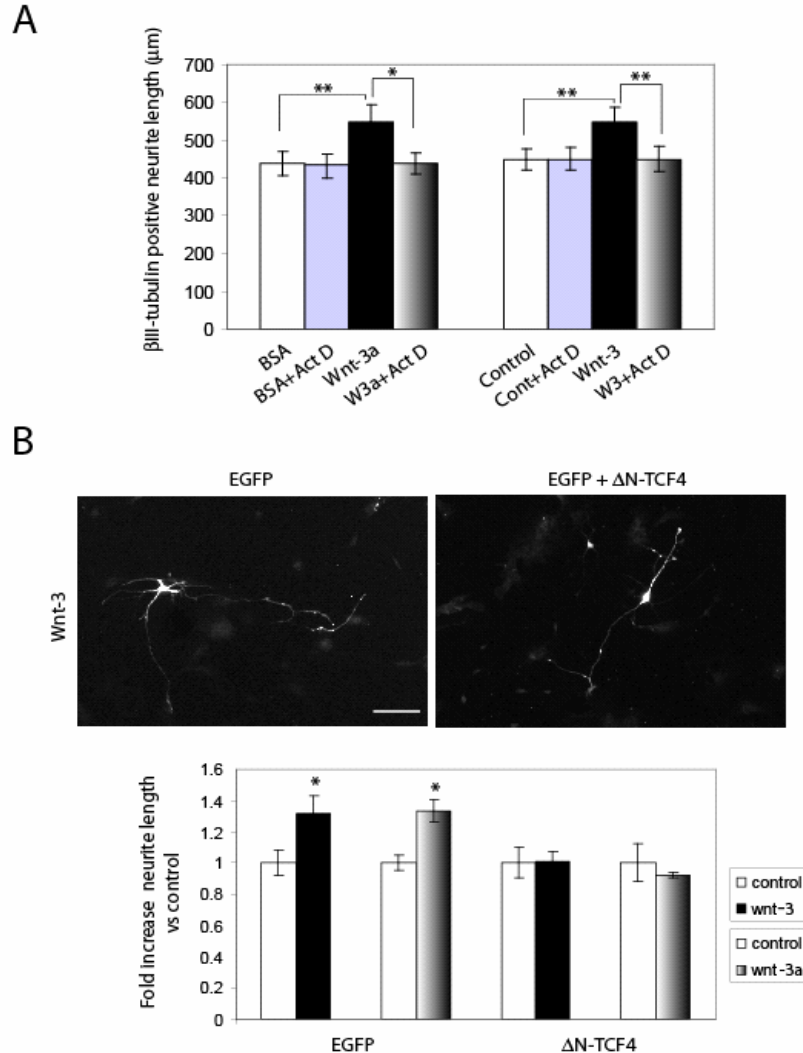 A
βIII-tubulin positive neurite length (μm)
700
600
500
400
300
200
100
0
**
*
**
**
BSA
BSA+Act D
Wnt-3a
W3a+Act D
Control
Cont+Act D
Wnt-3
W3+Act D
B
EGFP
EGFP + ΔN-TCF4
Wnt-3
Fold increase neurite length
vs control
1.6
1.4
1.2
1
0.8
0.6
0.4
0.2
0
*
*
EGFP
ΔN-TCF4
control
wnt-3
control
wnt-3a